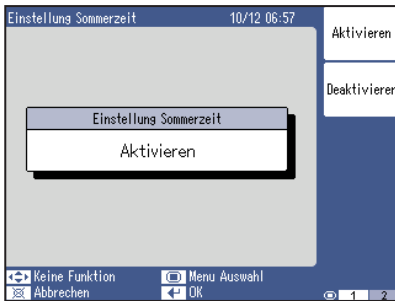 Einstellung Sommerzeit 10/12 06:57
Aktivieren
Deaktivieren
Einstellung Sommerzeit
Aktivieren
Keine Funktion Menu Auswahl
Abbrechen OK
1 2